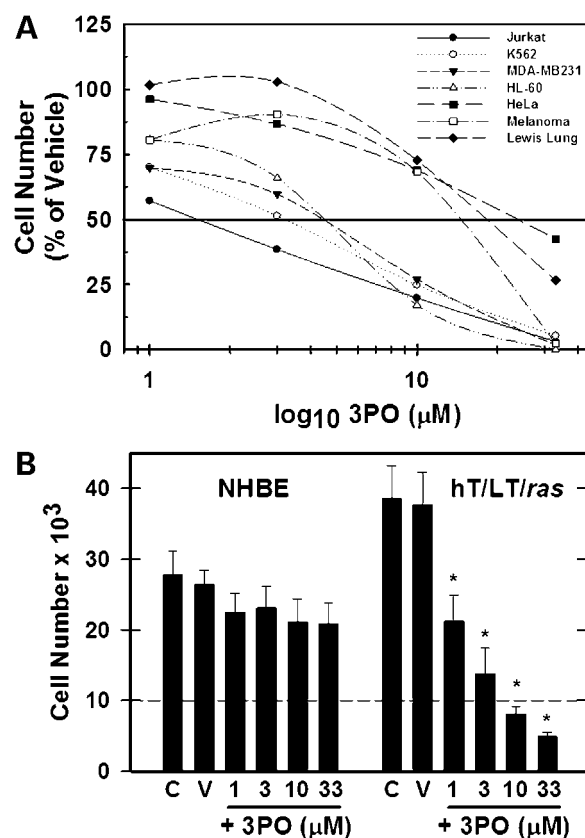 A
Jurkat
K562
MDA-MB231
HL-60
HeLa
Melanoma
Lewis Lung
Cell Number
(% of Vehicle)
125
100
75
50
25
0
1
10
log10 3PO (μM)
B
NHBE
hT/LT/ras
Cell Number x 10³
40
30
20
10
0
*
*
*
*
C V 1 3 10 33 C V 1 3 10 33
+ 3PO (μM) + 3PO (μM)